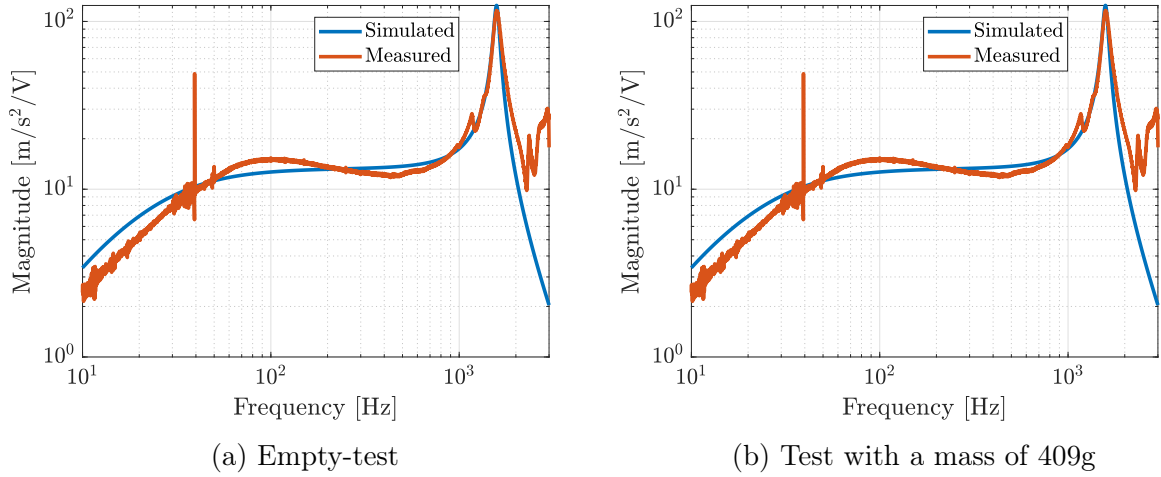 Simulated
Measured
10²
10¹
10⁰
Magnitude [m/s²/V]
10¹
10²
10³
Frequency [Hz]
(a) Empty-test
Simulated
Measured
10²
10¹
10⁰
Magnitude [m/s²/V]
10¹
10²
10³
Frequency [Hz]
(b) Test with a mass of 409g